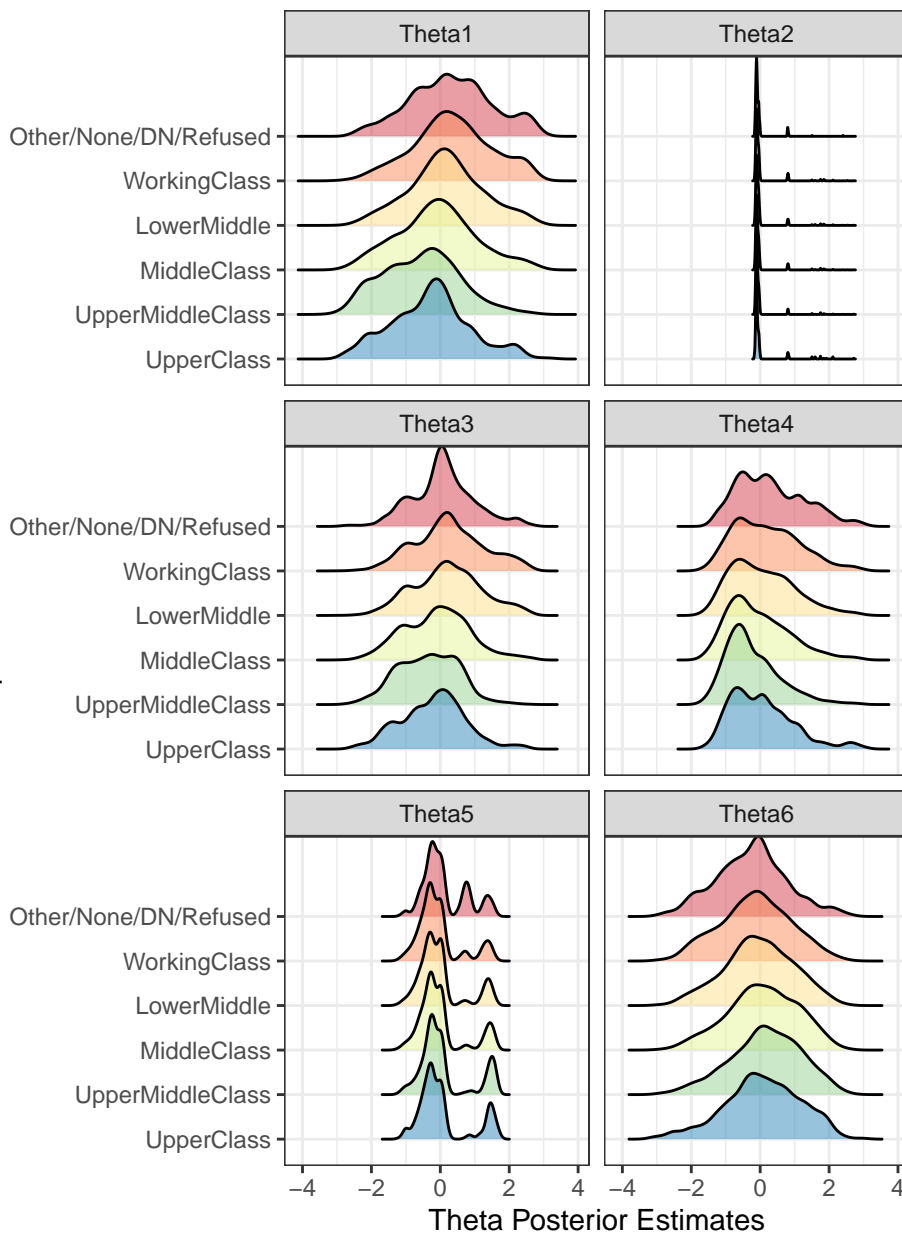 Theta1 Theta2
Other/None/DN/Refused
WorkingClass
LowerMiddle
MiddleClass
UpperMiddleClass
UpperClass
Theta3 Theta4
Other/None/DN/Refused
WorkingClass
LowerMiddle
MiddleClass
UpperMiddleClass
UpperClass
Theta5 Theta6
Other/None/DN/Refused
WorkingClass
LowerMiddle
MiddleClass
UpperMiddleClass
UpperClass
−4 −2 0 2 4 −4 −2 0 2 4
Theta Posterior Estimates